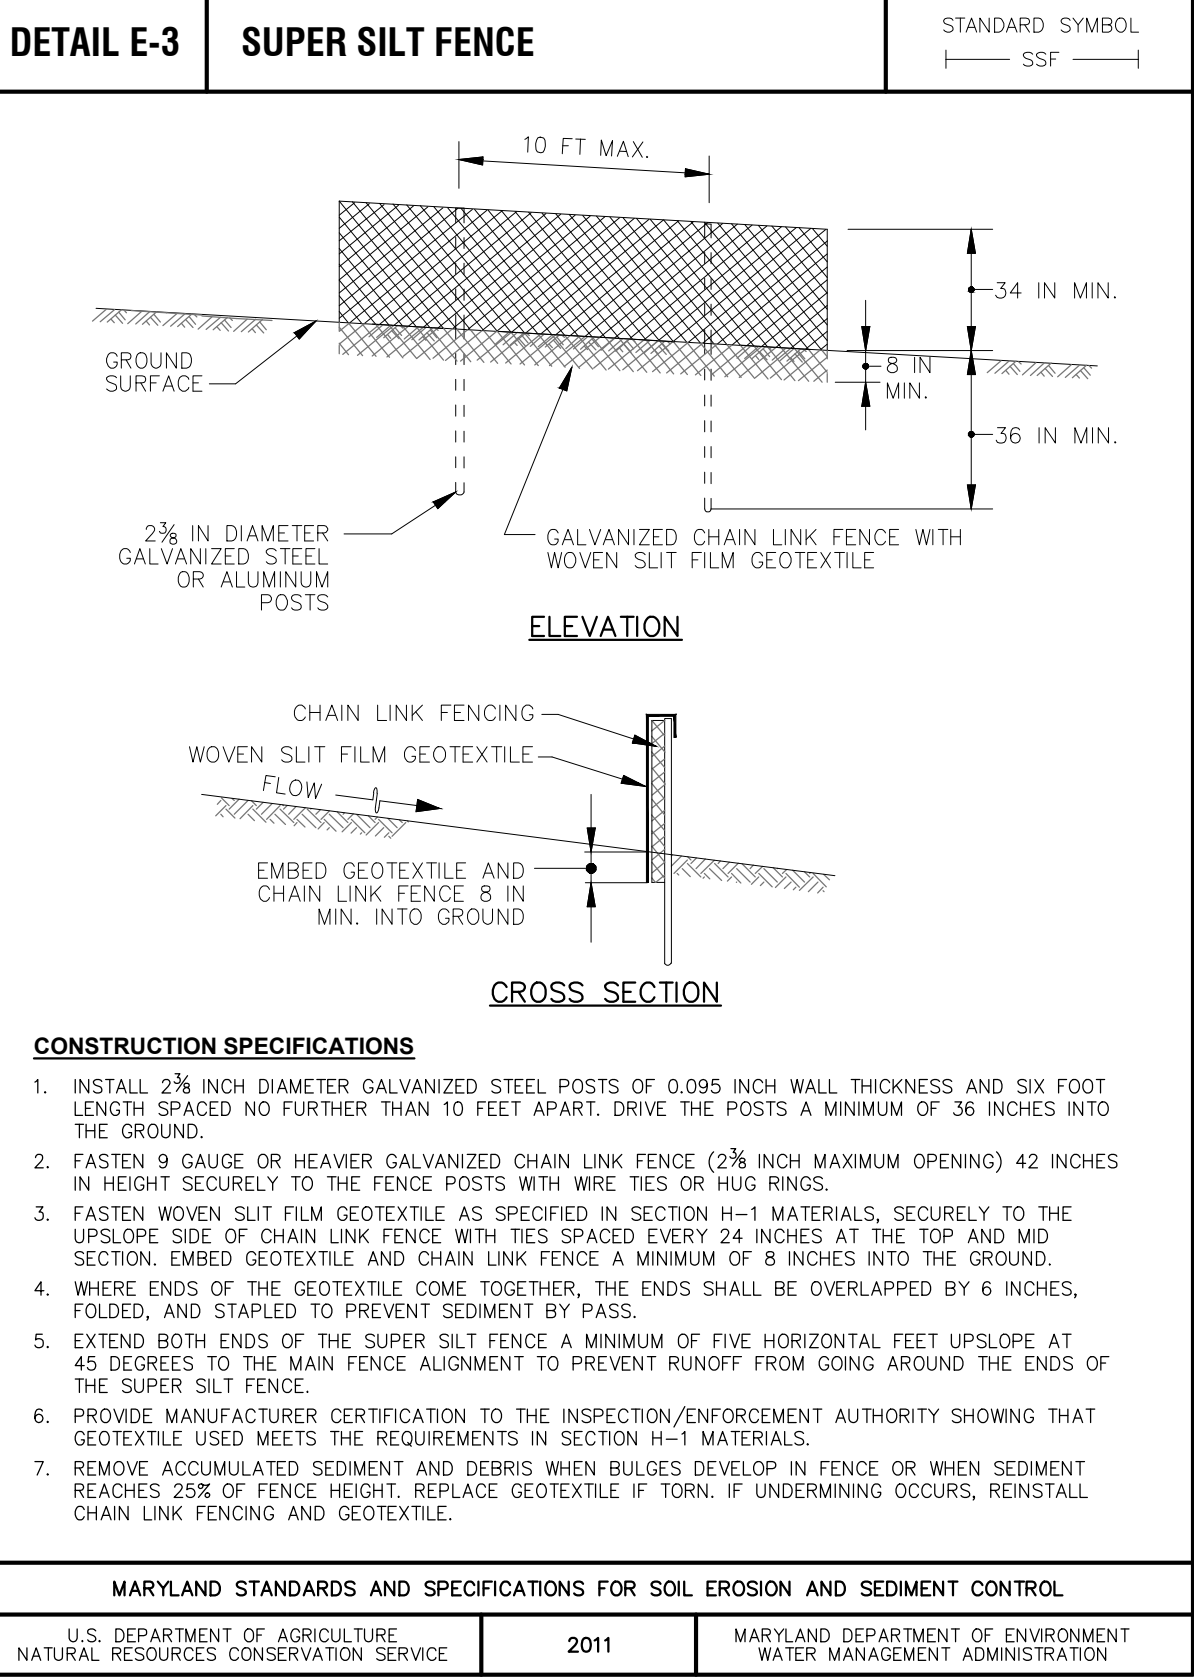 DETAIL E-3
SUPER SILT FENCE
STANDARD SYMBOL
SSF
10 FT MAX.
34 IN MIN.
GROUND
SURFACE
8 IN
MIN.
36 IN MIN.
2⅜ IN DIAMETER
GALVANIZED STEEL
OR ALUMINUM
POSTS
GALVANIZED CHAIN LINK FENCE WITH
WOVEN SLIT FILM GEOTEXTILE
ELEVATION
CHAIN LINK FENCING
WOVEN SLIT FILM GEOTEXTILE
FLOW
EMBED GEOTEXTILE AND
CHAIN LINK FENCE 8 IN
MIN. INTO GROUND
CROSS SECTION
CONSTRUCTION SPECIFICATIONS
1. INSTALL 2⅜ INCH DIAMETER GALVANIZED STEEL POSTS OF 0.095 INCH WALL THICKNESS AND SIX FOOT
LENGTH SPACED NO FURTHER THAN 10 FEET APART. DRIVE THE POSTS A MINIMUM OF 36 INCHES INTO
THE GROUND.
2. FASTEN 9 GAUGE OR HEAVIER GALVANIZED CHAIN LINK FENCE (2⅜ INCH MAXIMUM OPENING) 42 INCHES
IN HEIGHT SECURELY TO THE FENCE POSTS WITH WIRE TIES OR HUG RINGS.
3. FASTEN WOVEN SLIT FILM GEOTEXTILE AS SPECIFIED IN SECTION H-1 MATERIALS, SECURELY TO THE
UPSLOPE SIDE OF CHAIN LINK FENCE WITH TIES SPACED EVERY 24 INCHES AT THE TOP AND MID
SECTION. EMBED GEOTEXTILE AND CHAIN LINK FENCE A MINIMUM OF 8 INCHES INTO THE GROUND.
4. WHERE ENDS OF THE GEOTEXTILE COME TOGETHER, THE ENDS SHALL BE OVERLAPPED BY 6 INCHES,
FOLDED, AND STAPLED TO PREVENT SEDIMENT BY PASS.
5. EXTEND BOTH ENDS OF THE SUPER SILT FENCE A MINIMUM OF FIVE HORIZONTAL FEET UPSLOPE AT
45 DEGREES TO THE MAIN FENCE ALIGNMENT TO PREVENT RUNOFF FROM GOING AROUND THE ENDS OF
THE SUPER SILT FENCE.
6. PROVIDE MANUFACTURER CERTIFICATION TO THE INSPECTION/ENFORCEMENT AUTHORITY SHOWING THAT
GEOTEXTILE USED MEETS THE REQUIREMENTS IN SECTION H-1 MATERIALS.
7. REMOVE ACCUMULATED SEDIMENT AND DEBRIS WHEN BULGES DEVELOP IN FENCE OR WHEN SEDIMENT
REACHES 25% OF FENCE HEIGHT. REPLACE GEOTEXTILE IF TORN. IF UNDERMINING OCCURS, REINSTALL
CHAIN LINK FENCING AND GEOTEXTILE.
MARYLAND STANDARDS AND SPECIFICATIONS FOR SOIL EROSION AND SEDIMENT CONTROL
U.S. DEPARTMENT OF AGRICULTURE
NATURAL RESOURCES CONSERVATION SERVICE
2011
MARYLAND DEPARTMENT OF ENVIRONMENT
WATER MANAGEMENT ADMINISTRATION